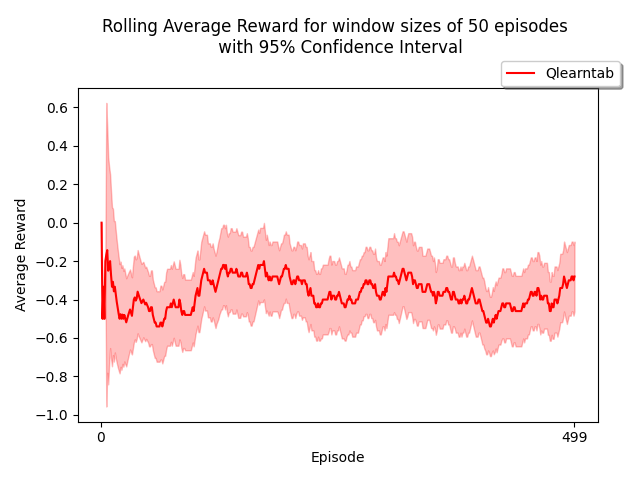 Rolling Average Reward for window sizes of 50 episodes
with 95% Confidence Interval
Qlearntab
0.6
0.4
0.2
0.0
−0.2
−0.4
−0.6
−0.8
−1.0
Average Reward
0
499
Episode